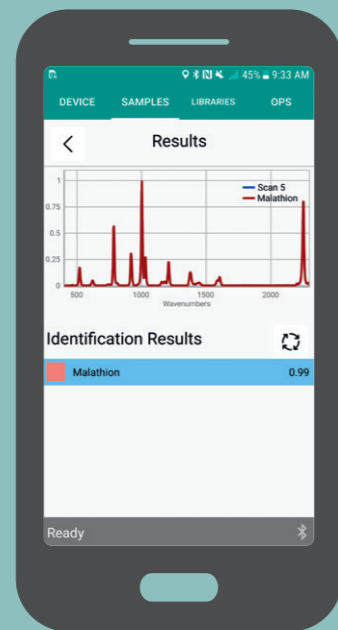 45% 9:33 AM
DEVICE SAMPLES LIBRARIES OPS
Results
1
Scan 5
Malathion
0.75
0.5
0.25
0
500 1000 1500 2000
Wavenumbers
Identification Results
Malathion 0.99
Ready